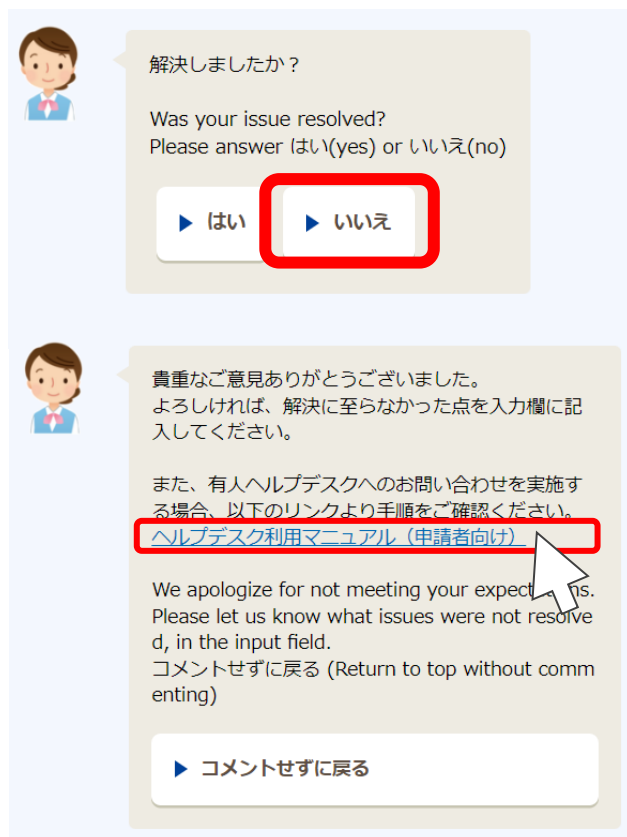 解決しましたか？
Was your issue resolved?
Please answer はい(yes) or いいえ(no)
▶ はい
▶ いいえ
貴重なご意見ありがとうございました。
よろしければ、解決に至らなかった点を入力欄に記
入してください。
また、有人ヘルプデスクへのお問い合わせを実施す
る場合、以下のリンクより手順をご確認ください。
ヘルプデスク利用マニュアル（申請者向け）
We apologize for not meeting your expectations.
Please let us know what issues were not resolve
d, in the input field.
コメントせずに戻る (Return to top without comm
enting)
▶ コメントせずに戻る